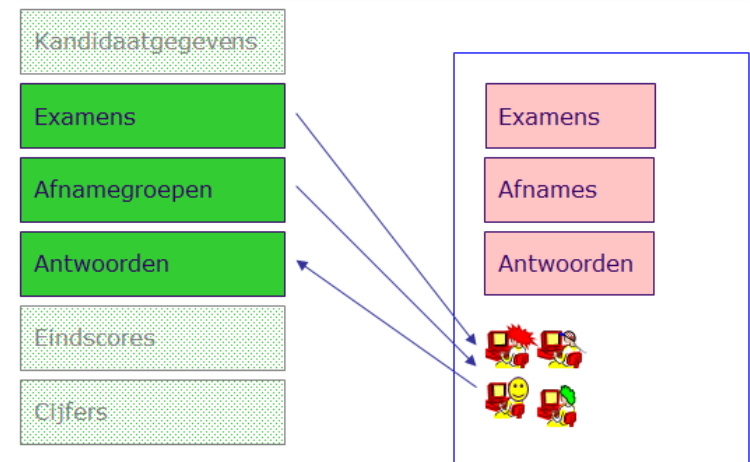 Kandidaatgegevens
Examens
Afnamegroepen
Antwoorden
Eindscores
Cijfers
Examens
Afnames
Antwoorden